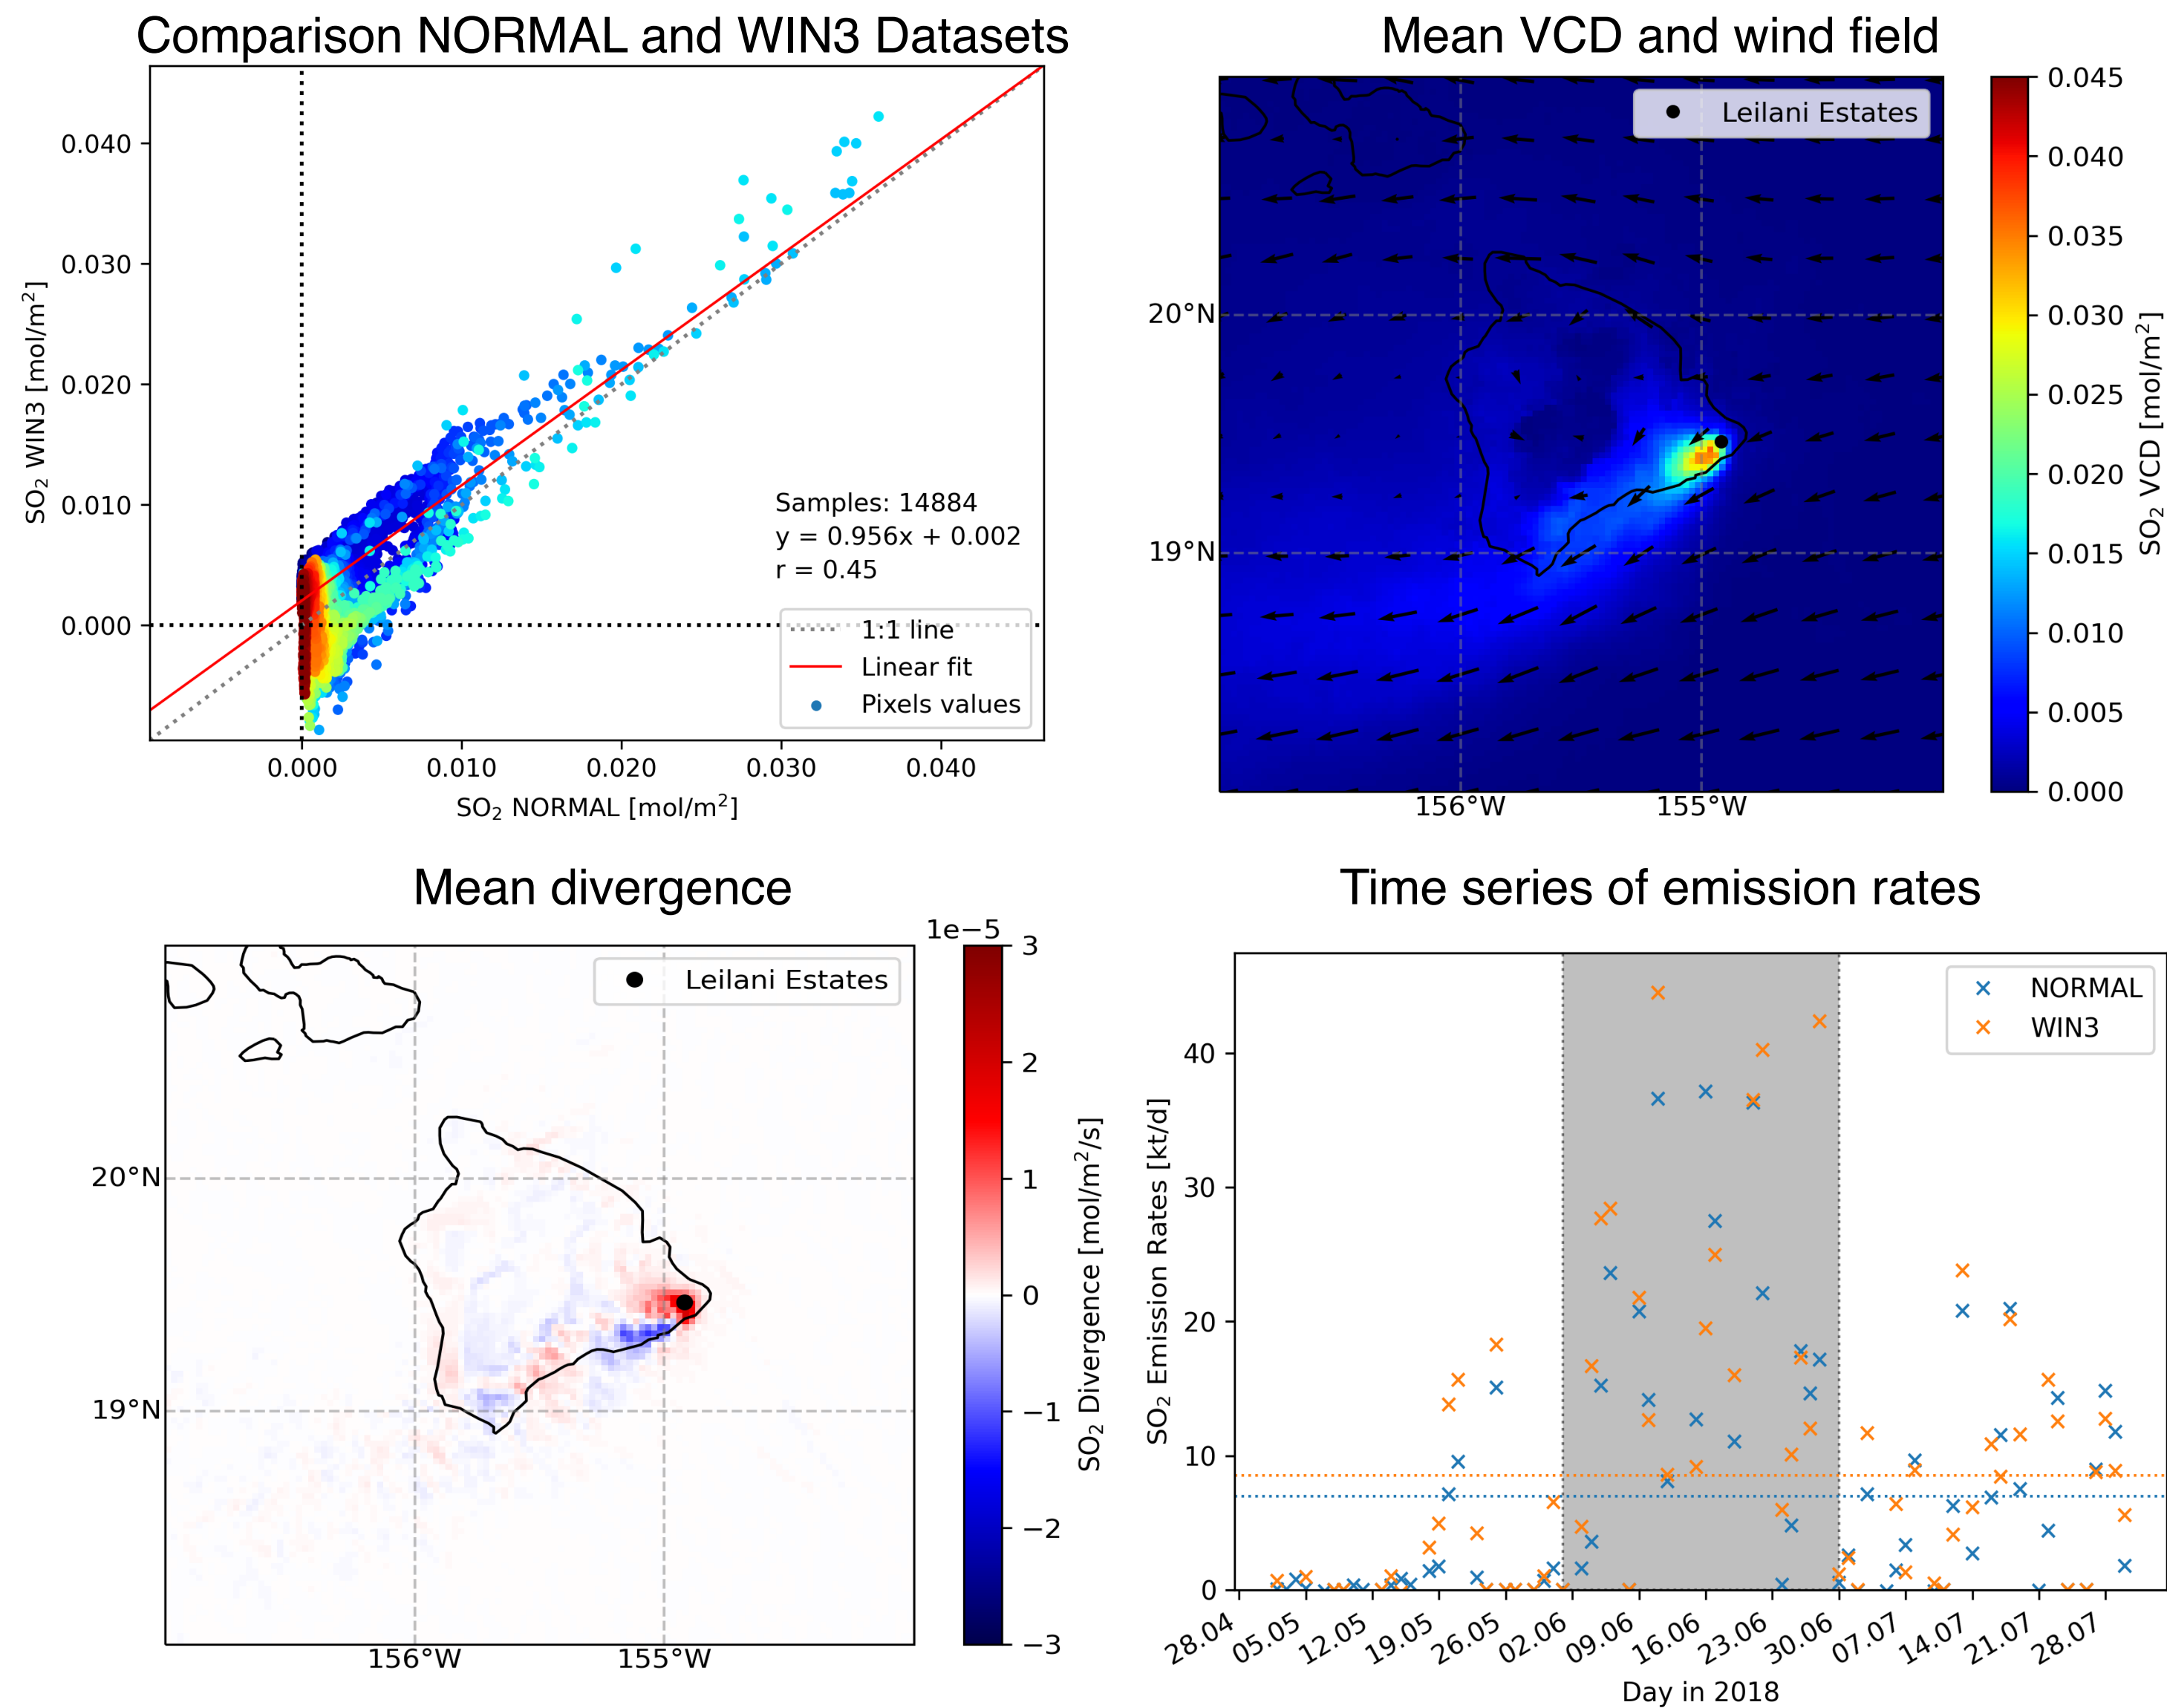 Comparison NORMAL and WIN3 Datasets
0.040
0.030
0.020
0.010
0.000
SO₂ WIN3 [mol/m²]
Samples: 14884
y = 0.956x + 0.002
r = 0.45
1:1 line
Linear fit
Pixels values
0.000 0.010 0.020 0.030 0.040
SO₂ NORMAL [mol/m²]
Mean VCD and wind field
Leilani Estates
20°N
19°N
156°W 155°W
0.045
0.040
0.035
0.030
0.025
0.020
0.015
0.010
0.005
0.000
SO₂ VCD [mol/m²]
Mean divergence
1e−5
Leilani Estates
20°N
19°N
156°W 155°W
3
2
1
0
−1
−2
−3
SO₂ Divergence [mol/m²/s]
Time series of emission rates
NORMAL
WIN3
40
30
20
10
0
SO₂ Emission Rates [kt/d]
28.04 05.05 12.05 19.05 26.05 02.06 09.06 16.06 23.06 30.06 07.07 14.07 21.07 28.07
Day in 2018